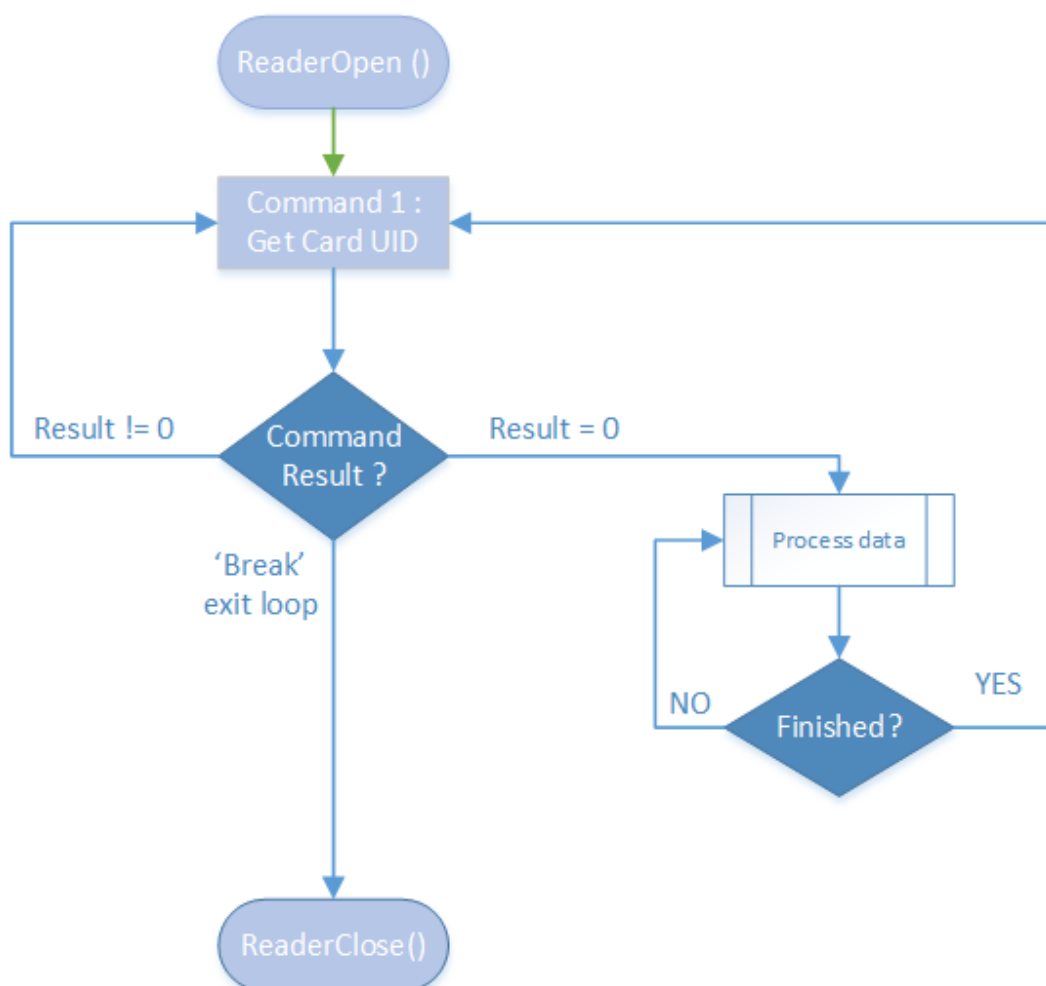 ReaderOpen ()
Command 1 :
Get Card UID
Result != 0
Command
Result ?
Result = 0
Process data
‘Break’
exit loop
NO
Finished?
YES
ReaderClose()